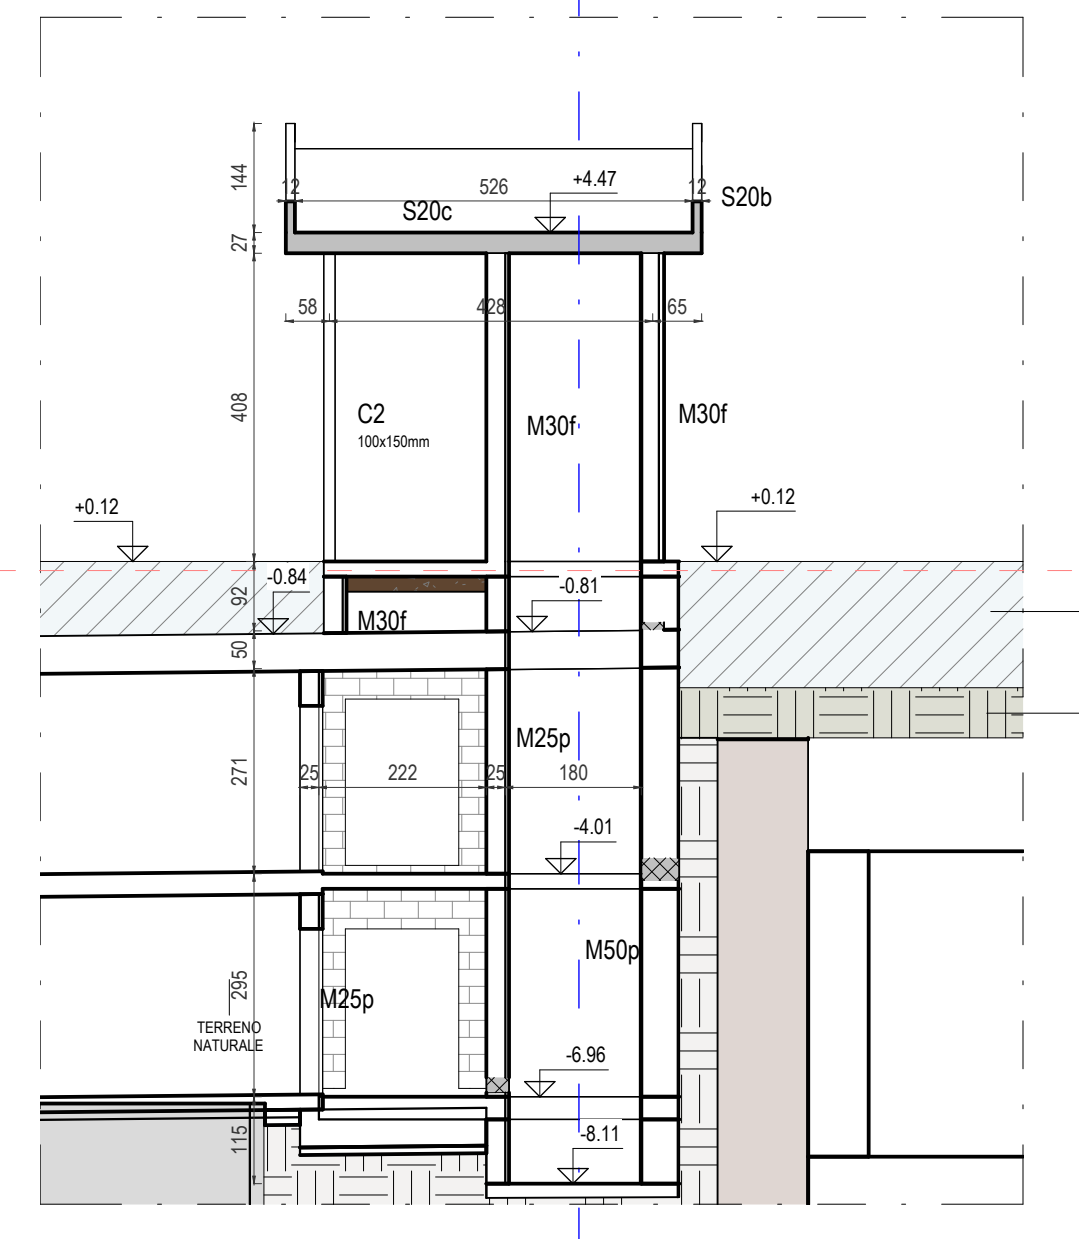 144
12
526
+4.47
12
S20b
S20c
27
58
428
65
408
C2
100x150mm
M30f
M30f
+0.12
+0.12
-0.84
-0.81
92
M30f
50
M25p
271
25
222
25
180
-4.01
M50p
295
M25p
TERRENO
NATURALE
-6.96
115
-8.11